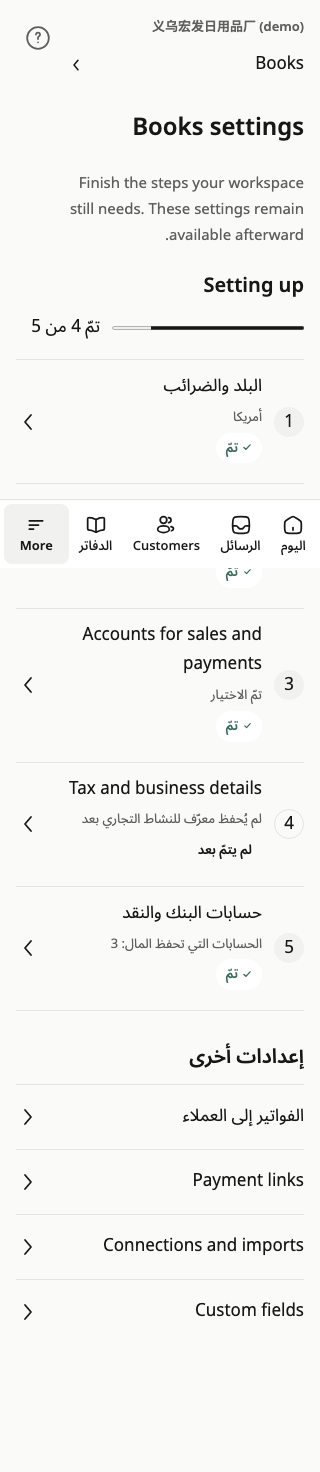 义乌宏发日用品厂 (demo)
Books
Books settings
Finish the steps your workspace
still need​s. These settings remain
available afterward.
Setting up
تمّ 4 من 5
البلد والضرائب
1
أمريكا
تمّ
اليوم
الرسائل
Customers
الدفاتر
More
تمّ
Accounts for sales and
payments
3
تمّ الاختيار
تمّ
Tax and business details
4
لم يُحفظ معرّف للنشاط التجاري بعد
لم يتمّ بعد
حسابات البنك والنقد
5
الحسابات التي تحفظ المال: 3
تمّ
إعدادات أخرى
الفواتير إلى العملاء
Payment links
Connections and imports
Custom fields